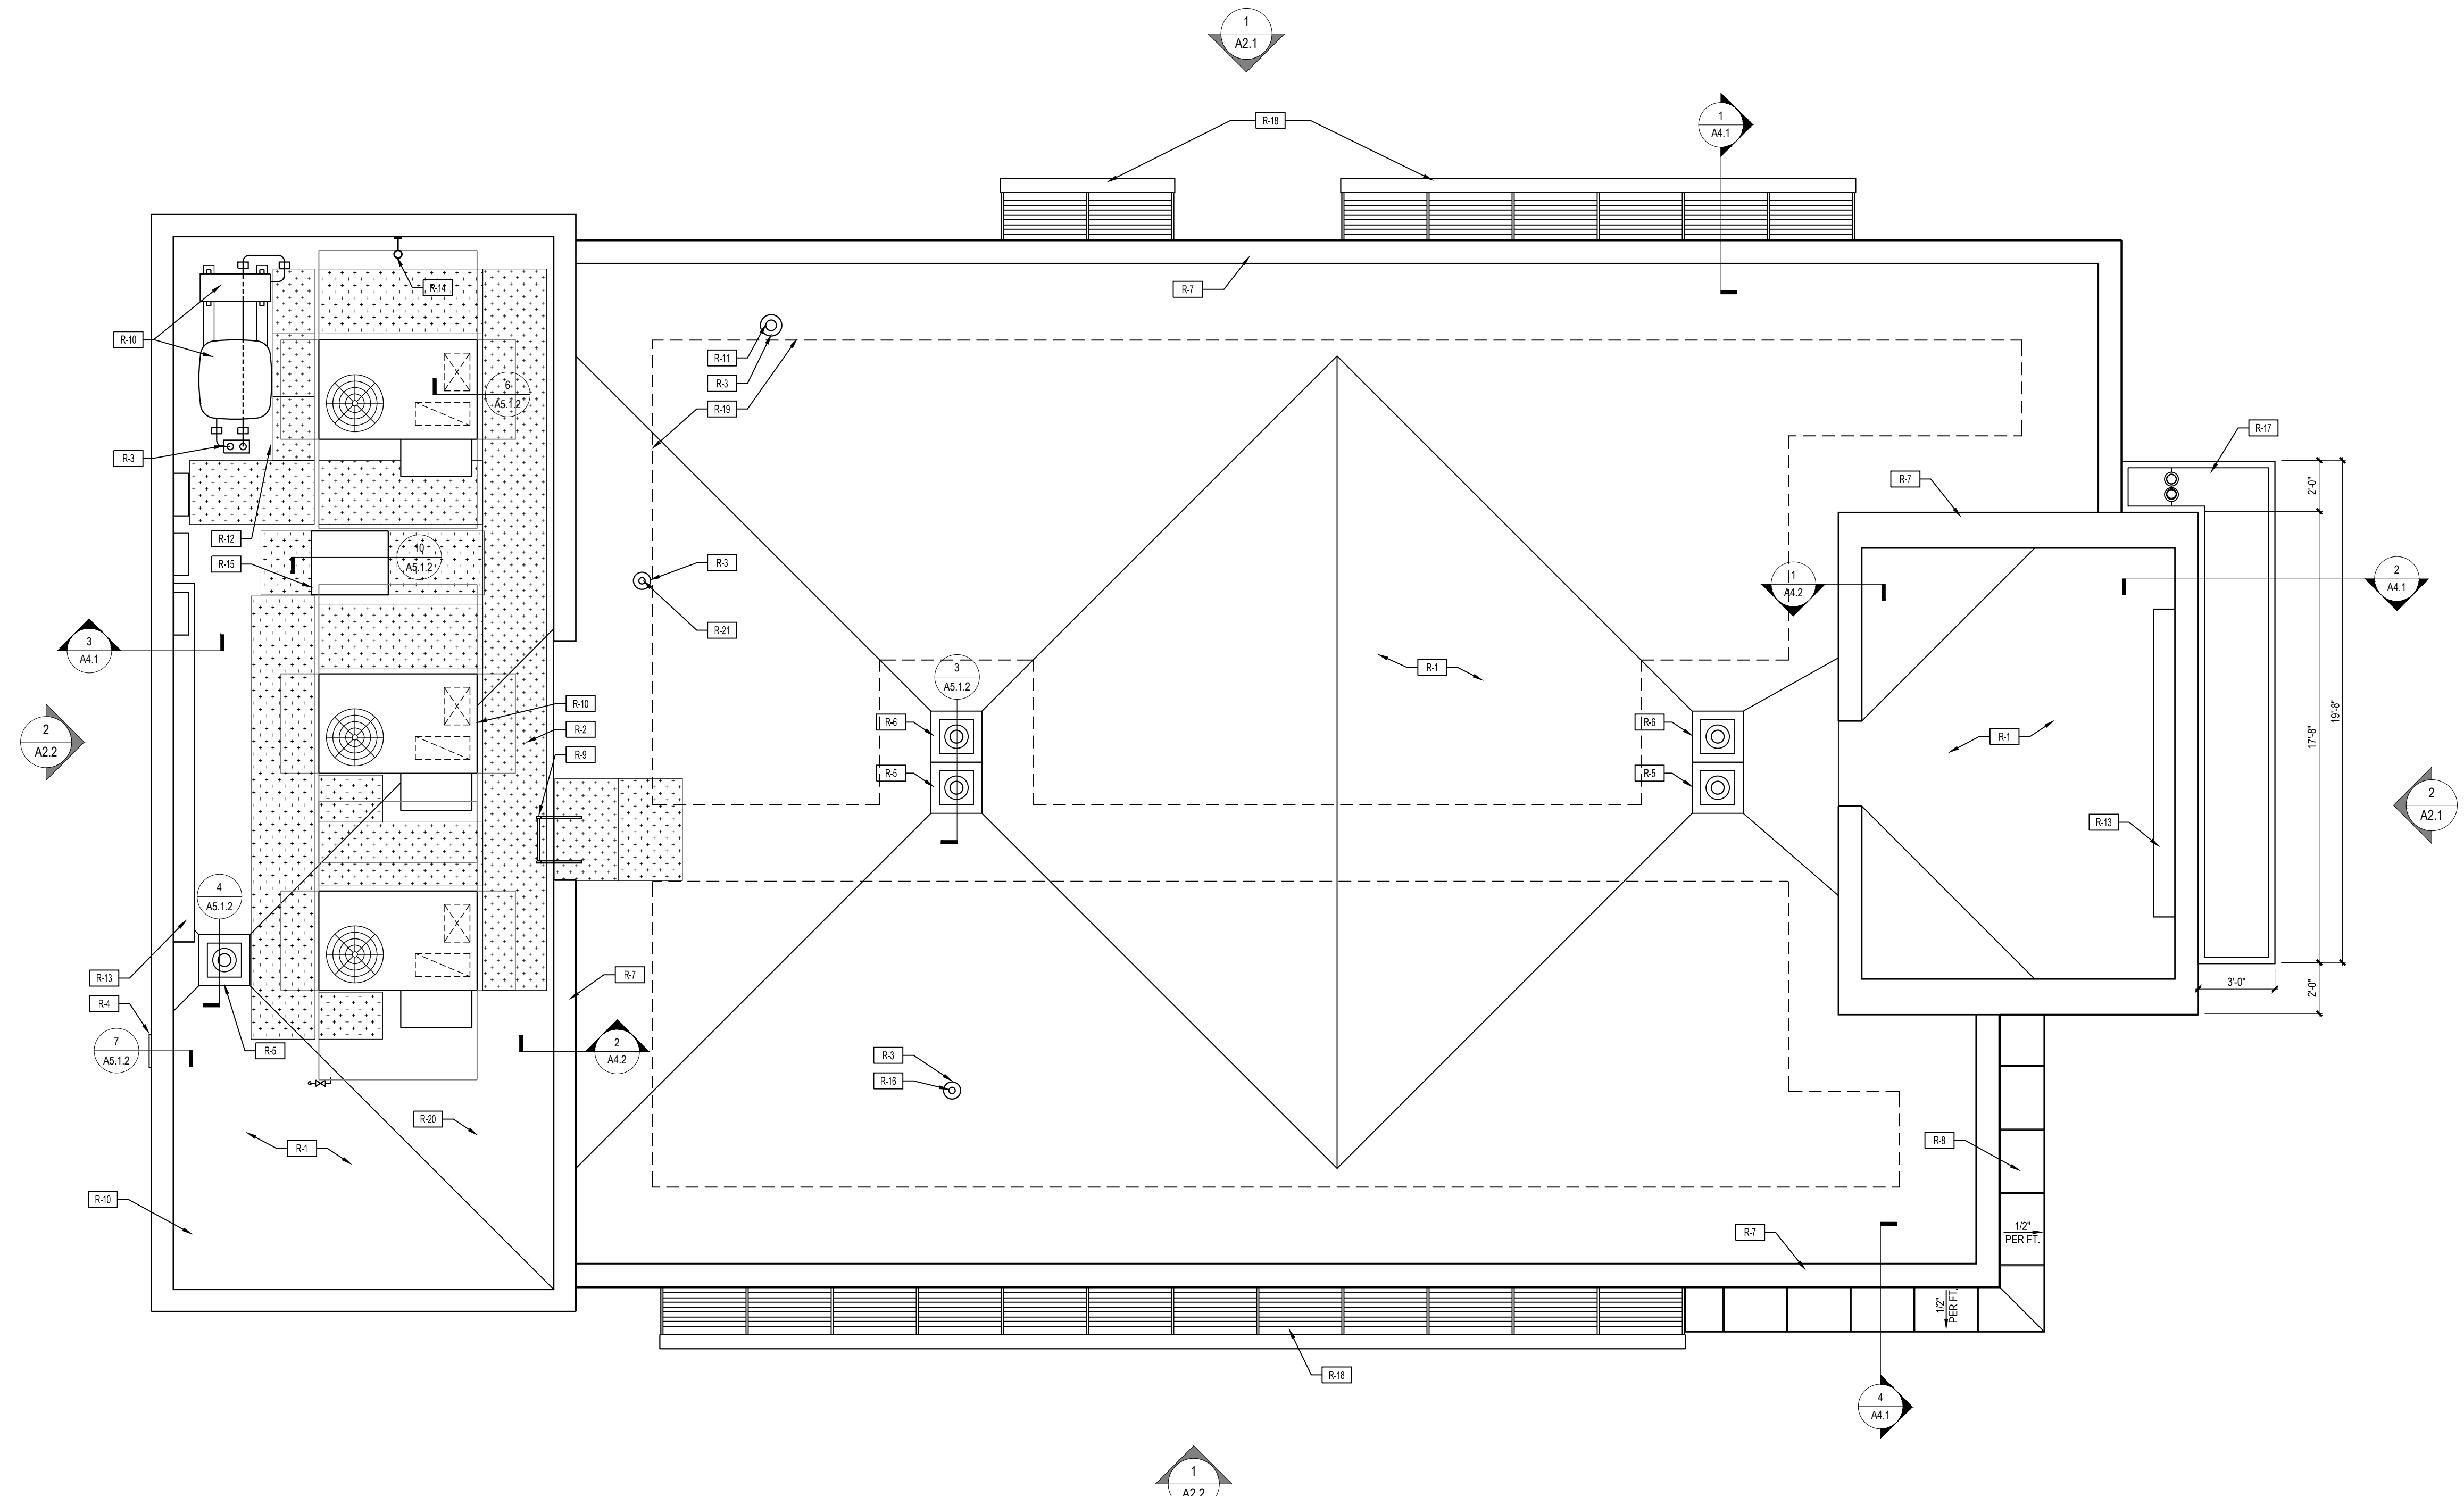 1
A2.1
R-18
1
A4.1
R-7
R-14
R-10
R-11
R-3
R-19
6
A5.1.2
R-3
R-17
R-7
2'-0"
R-12
R-15
10
A5.1.2
R-3
R-21
1
A4.2
2
A4.1
3
A4.1
3
A5.1.2
R-1
R-10
R-2
R-9
R-6
R-5
R-6
R-5
R-1
17'-8"
19'-8"
2
A2.2
2
A2.1
R-13
4
A5.1.2
R-13
R-4
R-7
3'-0"
2'-0"
7
A5.1.2
R-5
2
A4.2
R-3
R-16
R-20
R-1
R-10
R-8
1/2"
PER FT.
R-7
1/2"
PER FT.
R-18
4
A4.1
1
A2.2